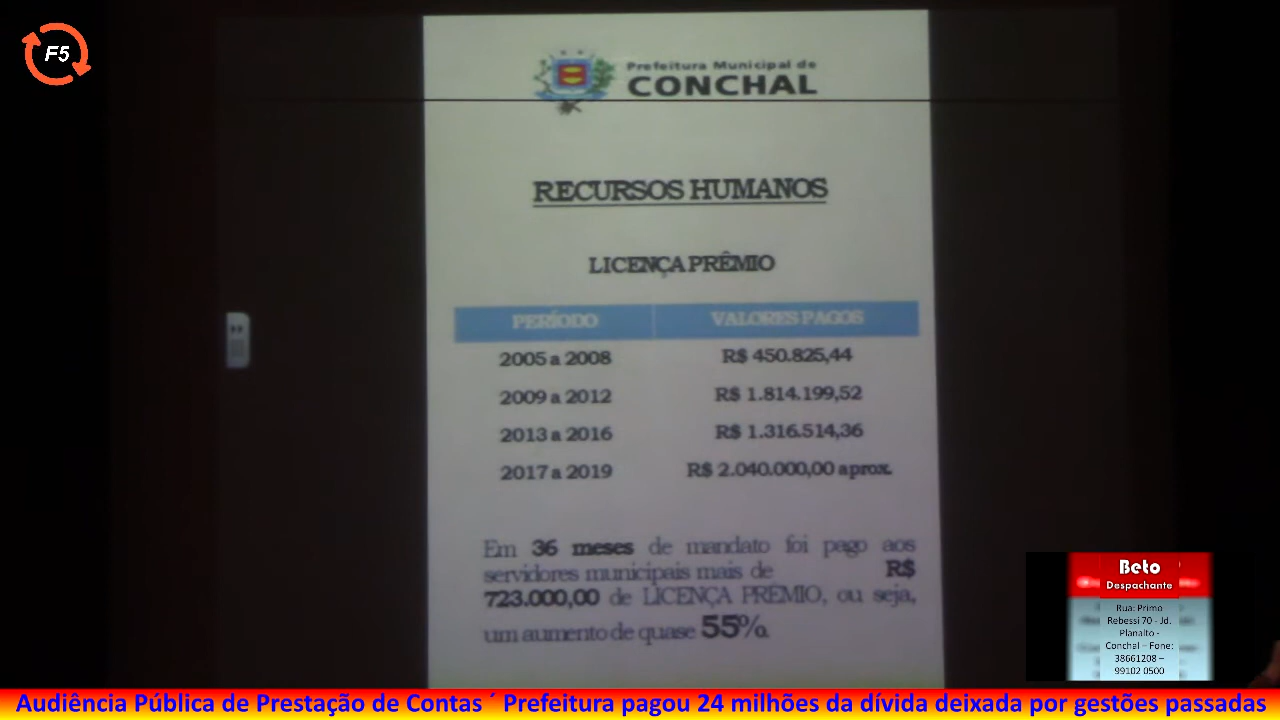 F5
Prefeitura Municipal de
CONCHAL
RECURSOS HUMANOS
LICENÇA PRÊMIO
PERÍODO VALORES PAGOS
2005 a 2008 R$ 450.825,44
2009 a 2012 R$ 1.814.199,52
2013 a 2016 R$ 1.316.514,36
2017 a 2019 R$ 2.040.000,00 aprox.
Em 36 meses de mandato foi pago aos
servidores municipais mais de R$
723.000,00 de LICENÇA PRÊMIO, ou seja,
um aumento de quase 55%.
Beto
Despachante
Rua: Primo
Rebessi 70 - Jd.
Planalto -
Conchal – Fone:
38661208 –
99102 0500
Audiência Pública de Prestação de Contas ´ Prefeitura pagou 24 milhões da dívida deixada por gestões passadas